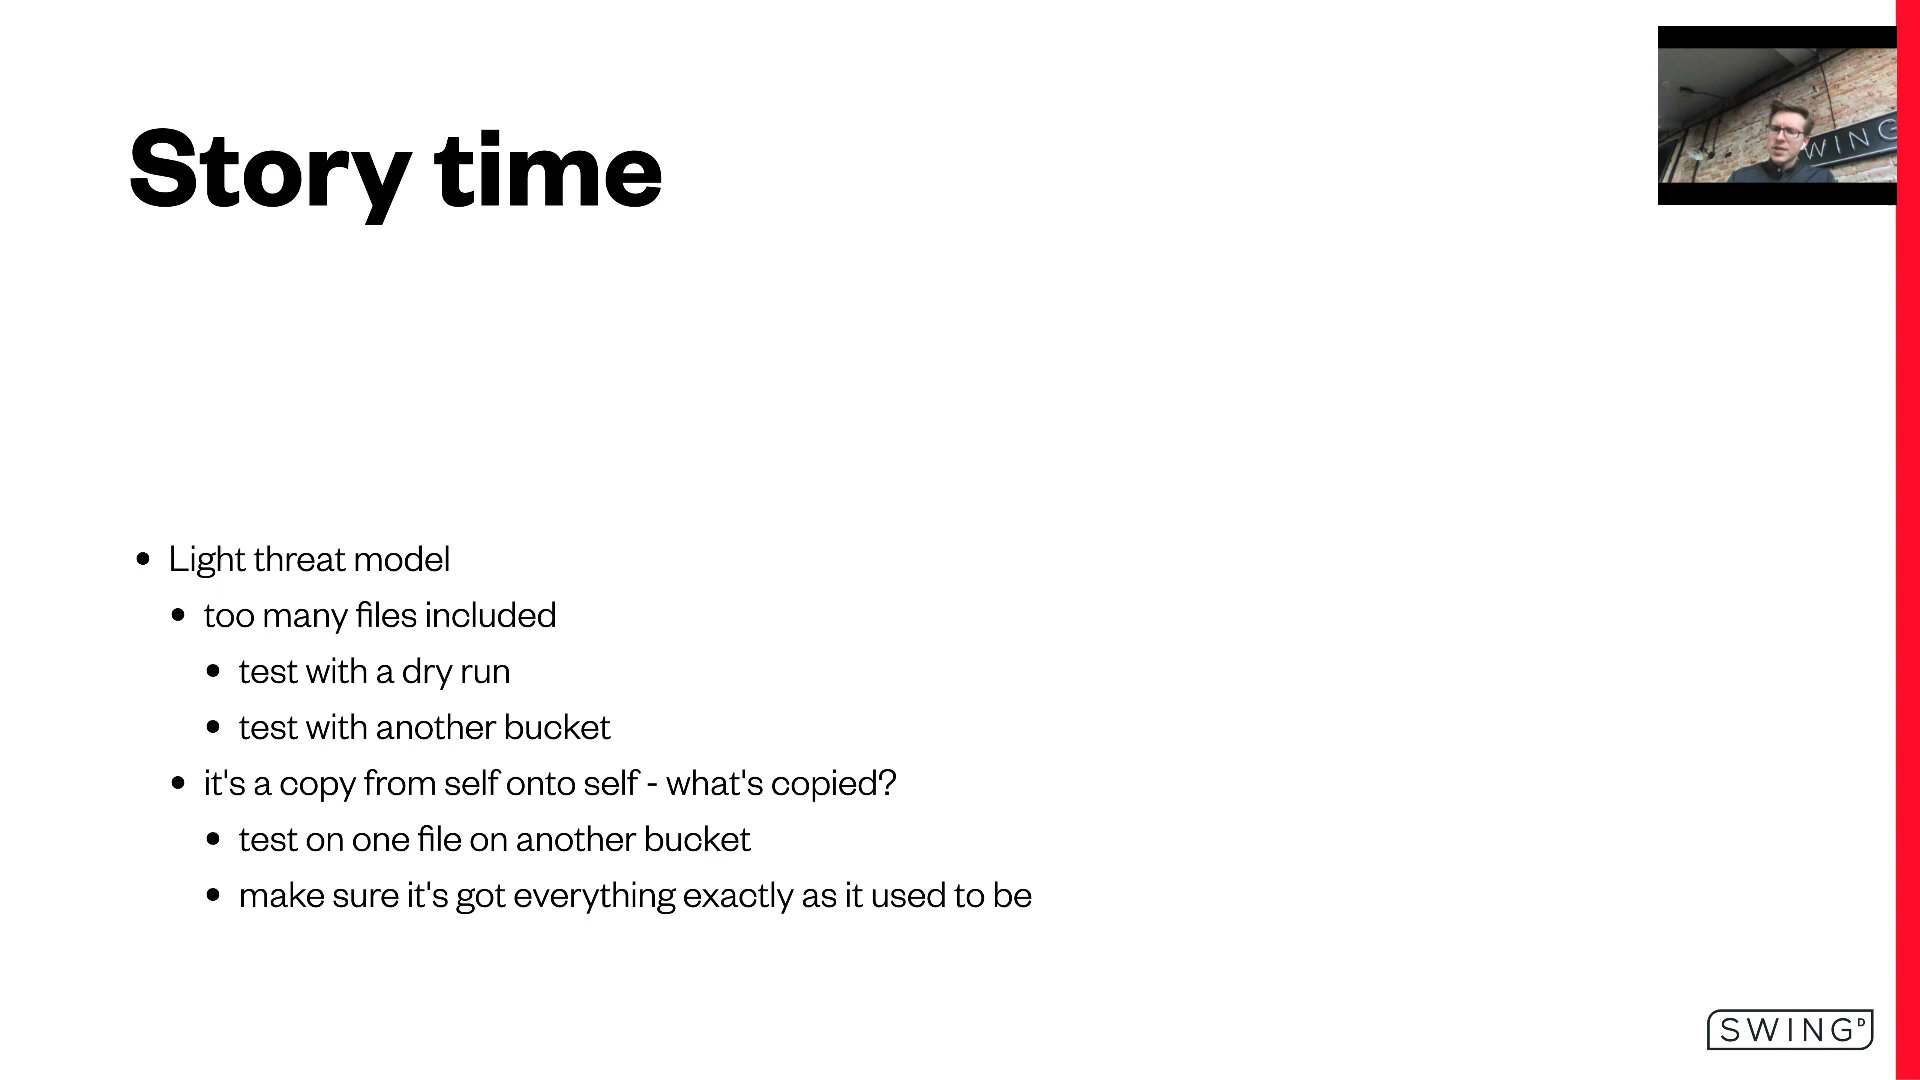 Story time
WING
• Light threat model
• too many files included
• test with a dry run
• test with another bucket
• it's a copy from self onto self - what's copied?
• test on one file on another bucket
• make sure it's got everything exactly as it used to be
SWINGᴰ